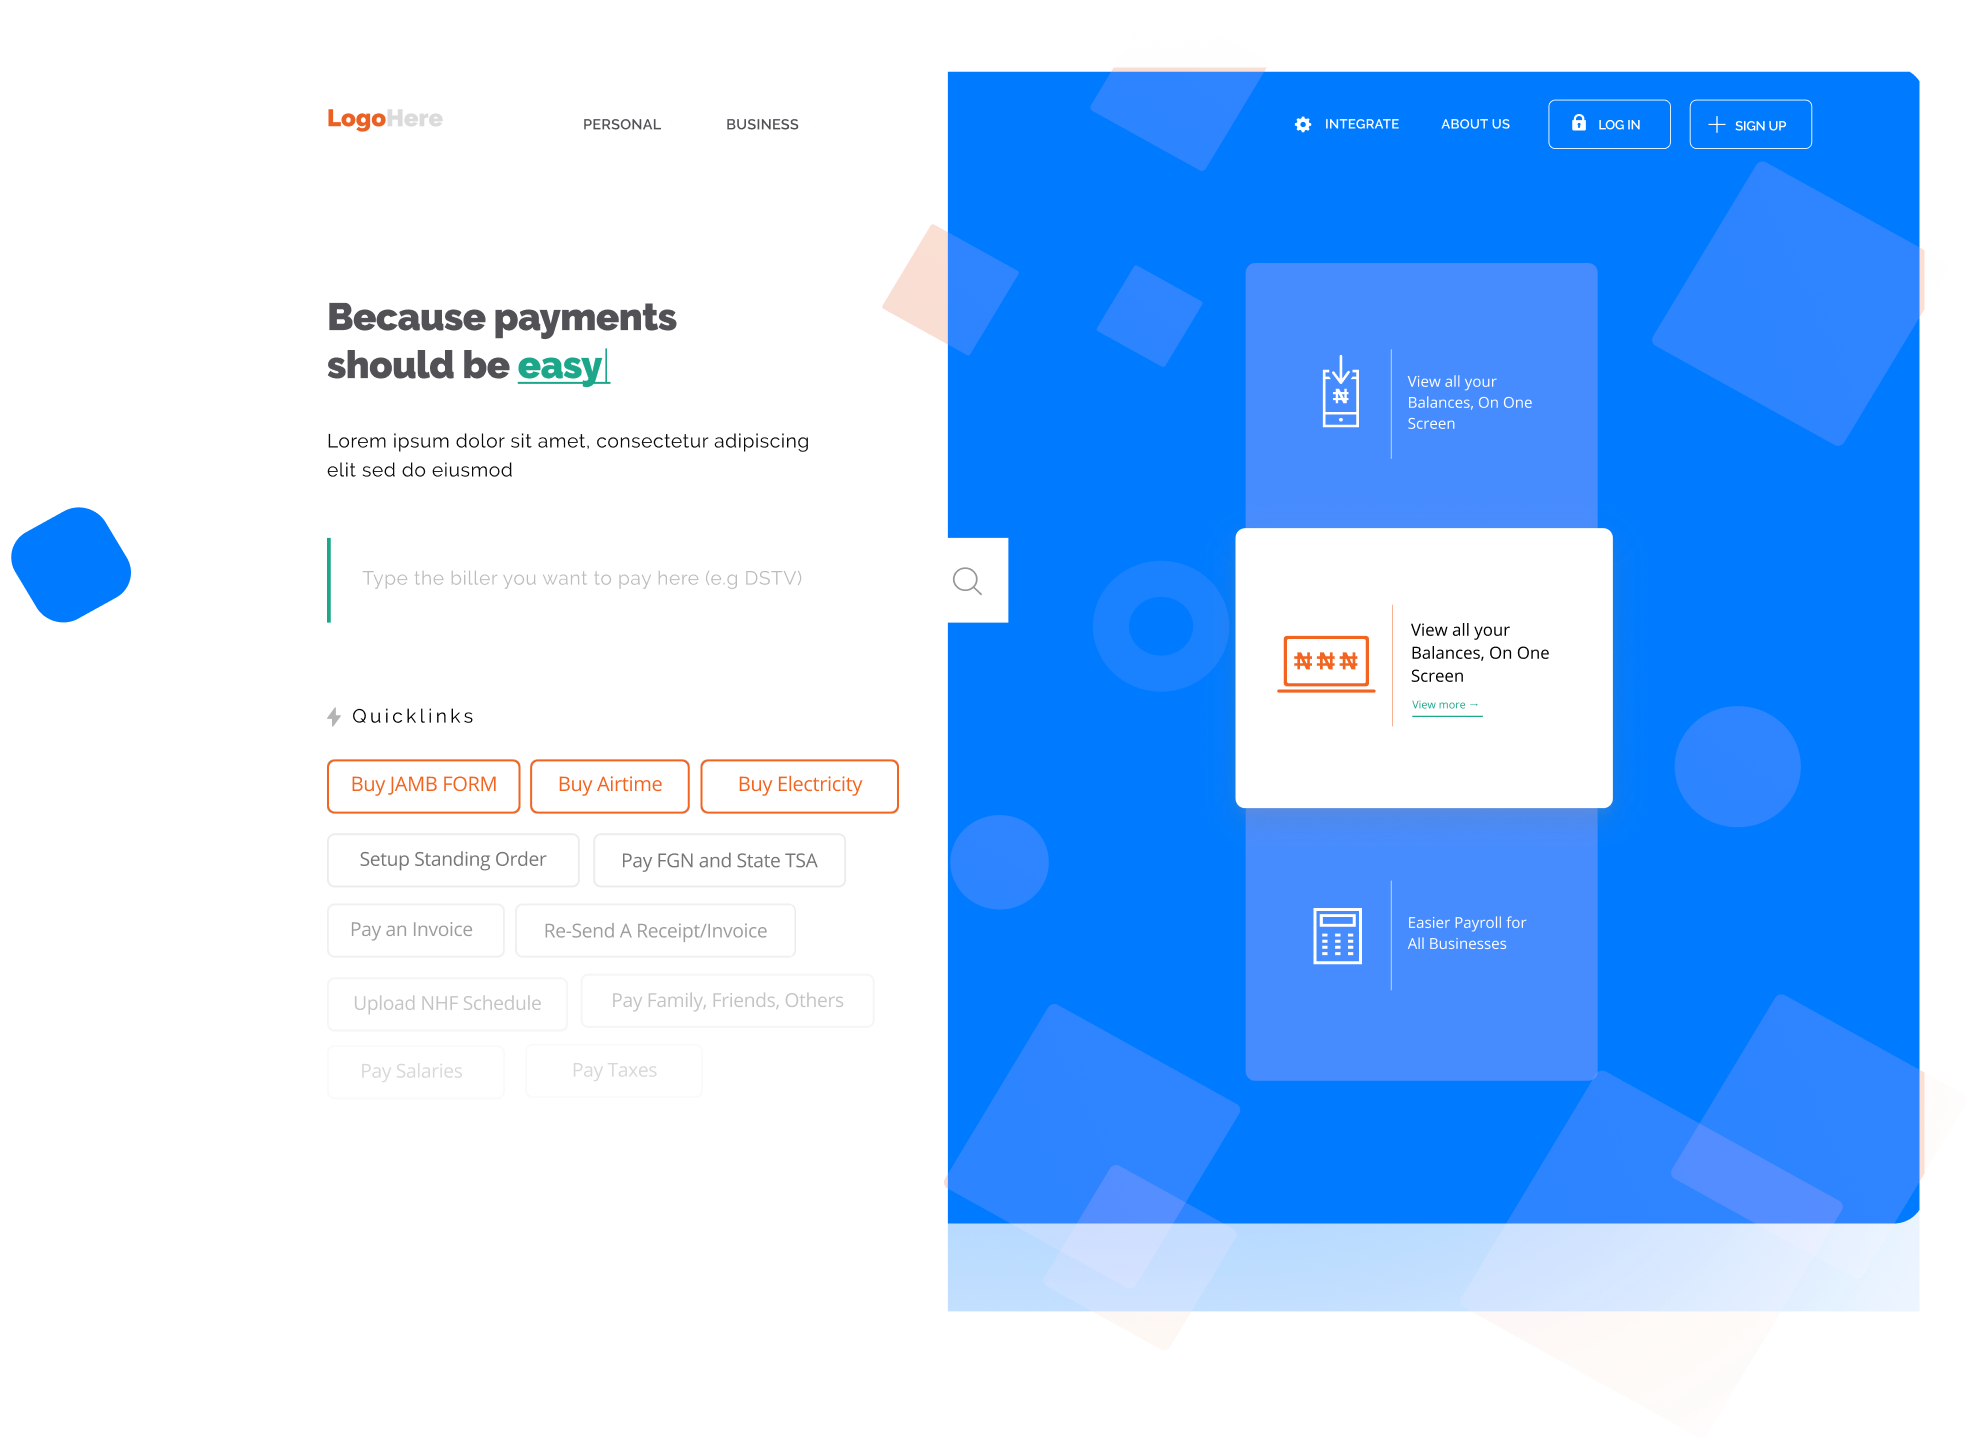 LogoHere
PERSONAL
BUSINESS
INTEGRATE
ABOUT US
LOG IN
SIGN UP
Because payments
should be easy
Lorem ipsum dolor sit amet, consectetur adipiscing
elit sed do eiusmod
Type the biller you want to pay here (e.g DSTV)
Quicklinks
Buy JAMB FORM
Buy Airtime
Buy Electricity
Setup Standing Order
Pay FGN and State TSA
Pay an Invoice
Re-Send A Receipt/Invoice
Upload NHF Schedule
Pay Family, Friends, Others
Pay Salaries
Pay Taxes
₦
View all your
Balances, On One
Screen
₦ ₦ ₦
View all your
Balances, On One
Screen
View more →
Easier Payroll for
All Businesses